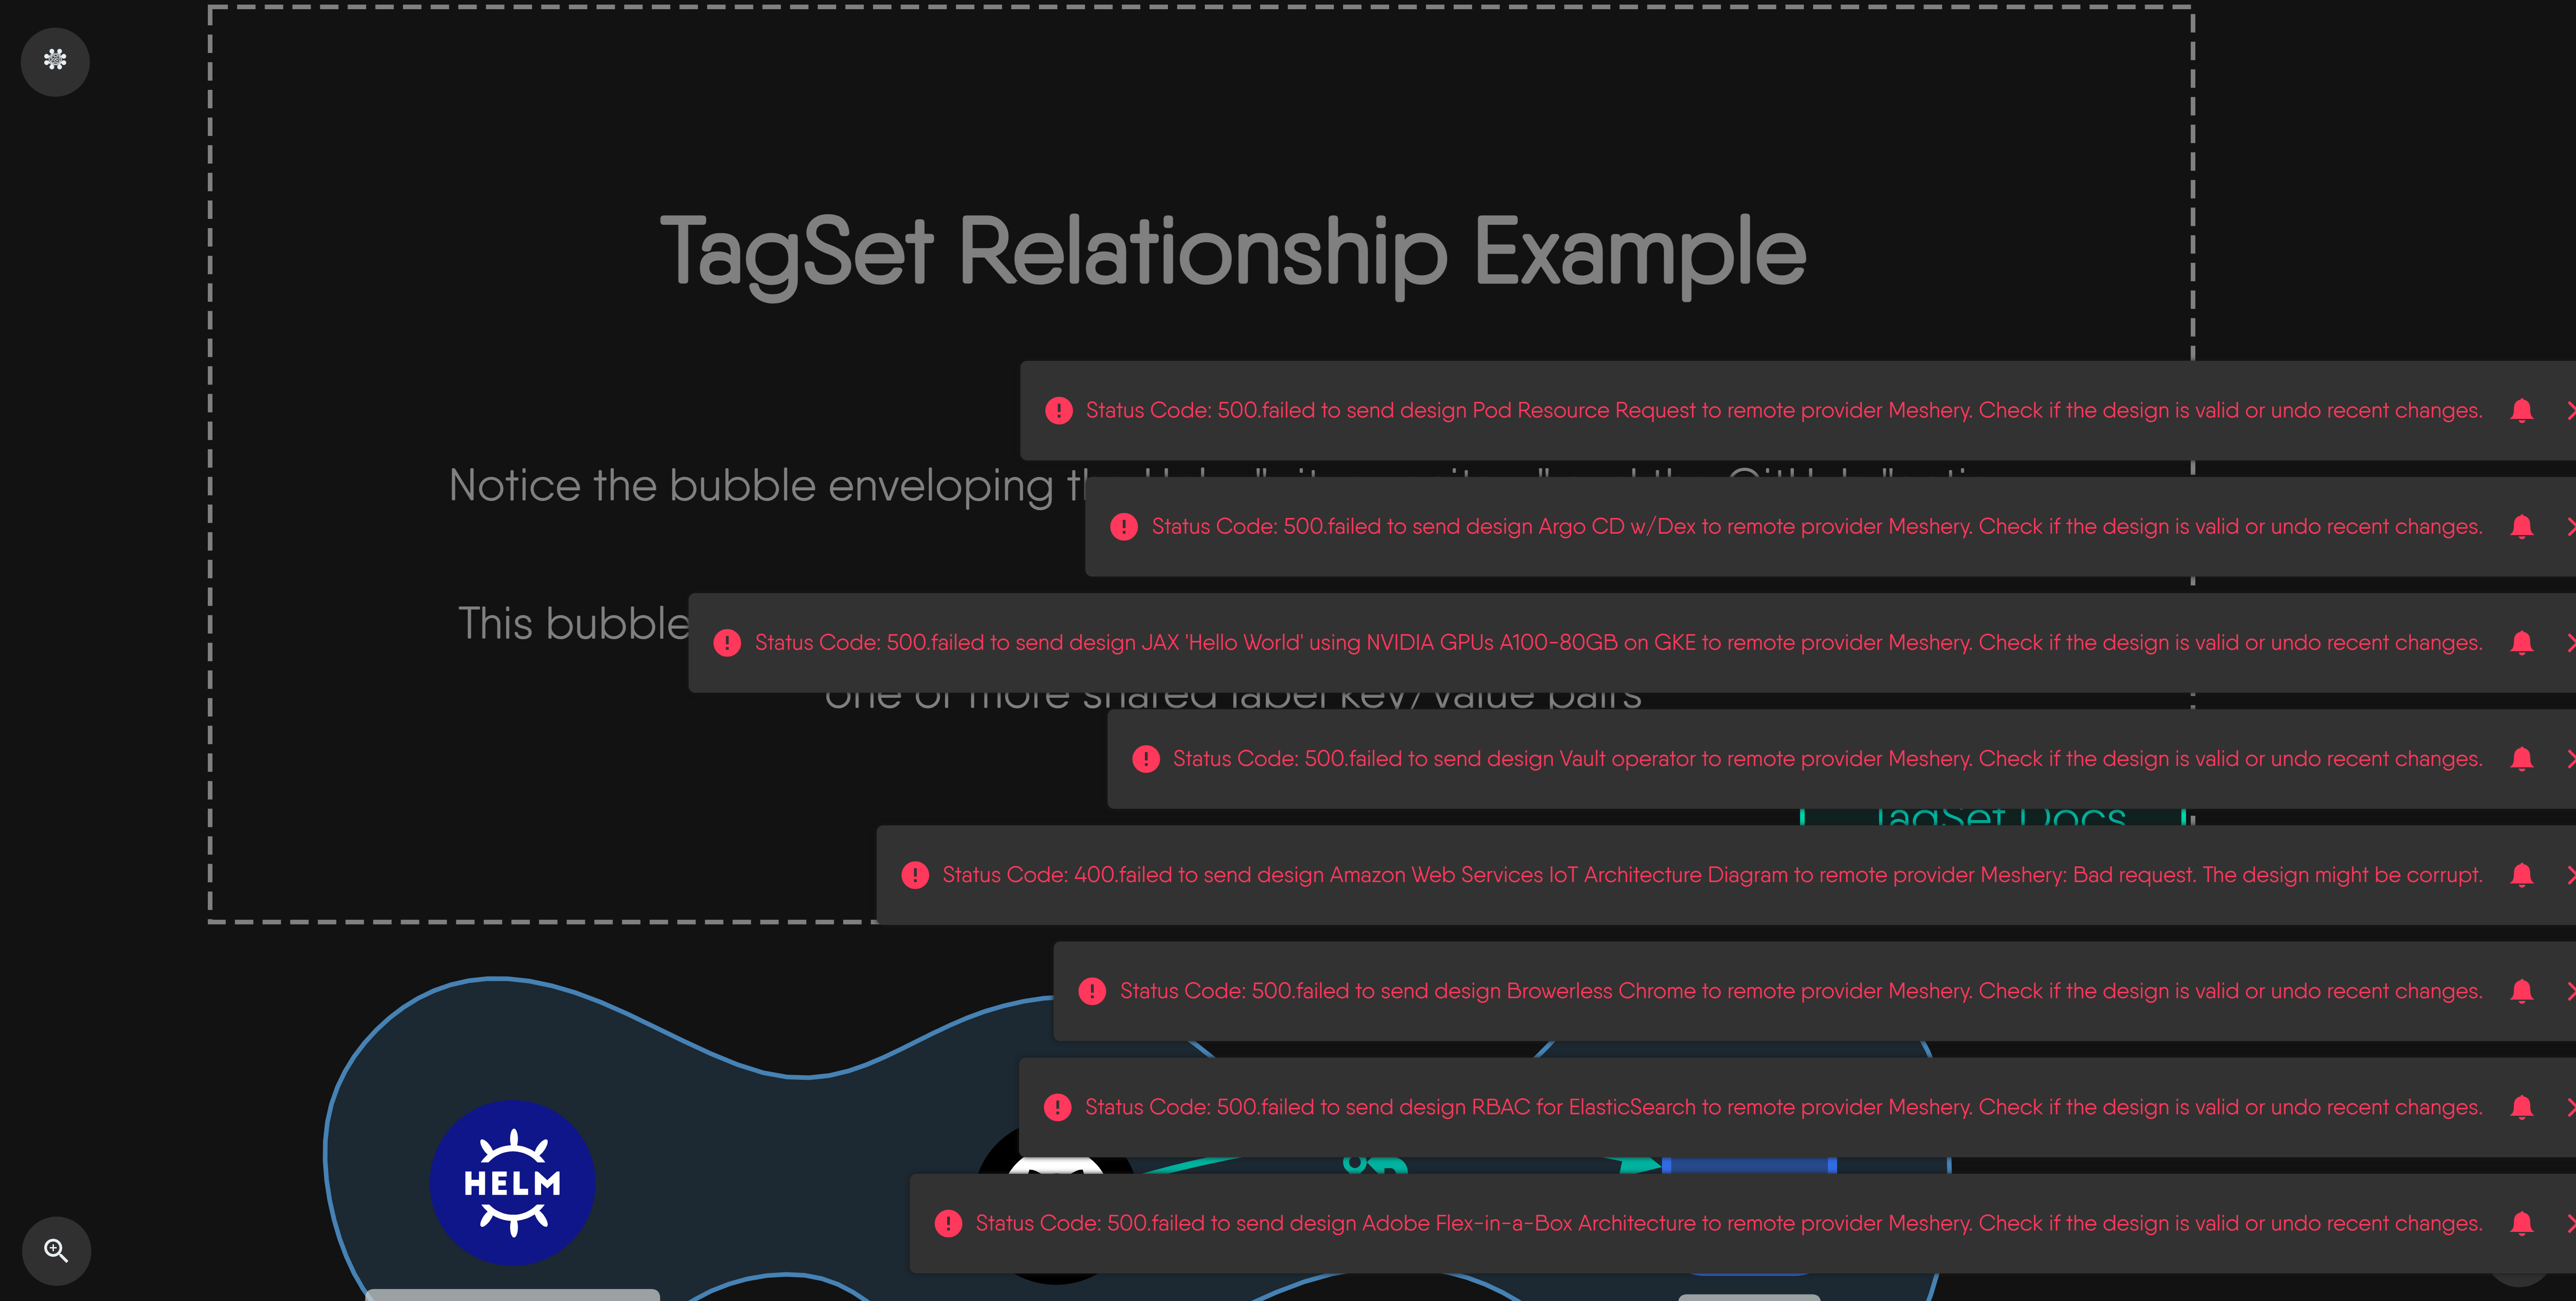 TagSet Relationship Example
Status Code: 500.failed to send design Pod Resource Request to remote provider Meshery. Check if the design is valid or undo recent changes.
Notice the bubble enveloping
Status Code: 500.failed to send design Argo CD w/Dex to remote provider Meshery. Check if the design is valid or undo recent changes.
This bubble
Status Code: 500.failed to send design JAX 'Hello World' using NVIDIA GPUs A100-80GB on GKE to remote provider Meshery. Check if the design is valid or undo recent changes.
one or more shared label key/value pairs
Status Code: 500.failed to send design Vault operator to remote provider Meshery. Check if the design is valid or undo recent changes.
TagSet Docs
Status Code: 400.failed to send design Amazon Web Services IoT Architecture Diagram to remote provider Meshery: Bad request. The design might be corrupt.
Status Code: 500.failed to send design Browerless Chrome to remote provider Meshery. Check if the design is valid or undo recent changes.
Status Code: 500.failed to send design RBAC for ElasticSearch to remote provider Meshery. Check if the design is valid or undo recent changes.
HELM
Status Code: 500.failed to send design Adobe Flex-in-a-Box Architecture to remote provider Meshery. Check if the design is valid or undo recent changes.